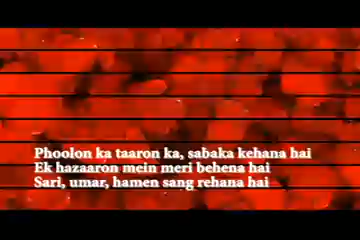 Phoolon ka taaron ka, sabaka kehana hai
Ek hazaaron mein meri behena hai
Sari, umar, hamen sang rehana hai